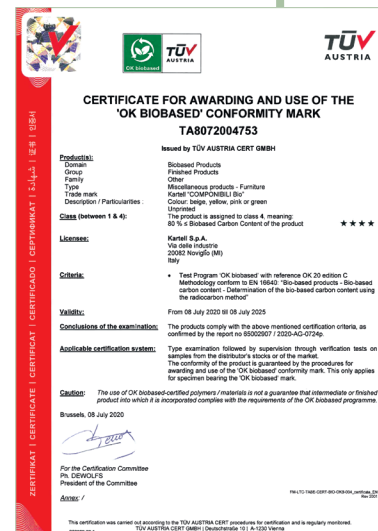 OK biobased
TÜV
AUSTRIA
TÜV
AUSTRIA
CERTIFICATE FOR AWARDING AND USE OF THE
'OK BIOBASED' CONFORMITY MARK
TA8072004753
Issued by TÜV AUSTRIA CERT GMBH
Product(s):
Domain Biobased Products
Group Finished Products
Family Other
Type Miscellaneous products - Furniture
Trade mark Kartell "COMPONIBILI Bio"
Description / Particularities : Colour: beige, yellow, pink or green
Unprinted
Class (between 1 & 4): The product is assigned to class 4, meaning:
80 % ≤ Biobased Carbon Content of the product ★★★★
Licensee: Kartell S.p.A.
Via delle Industrie
20082 Noviglio (MI)
Italy
Criteria: • Test Program 'OK biobased' with reference OK 20 edition C
Methodology conform to EN 16640: "Bio-based products - Bio-based
carbon content - Determination of the bio-based carbon content using
the radiocarbon method"
Validity: From 08 July 2020 till 08 July 2025
Conclusions of the examination: The products comply with the above mentioned certification criteria, as
confirmed by the report no 65002907 / 2020-AG-0724p.
Applicable certification system: Type examination followed by supervision through verification tests on
samples from the distributor's stocks or of the market.
The conformity of the product is guaranteed by the procedures for
awarding and use of the 'OK biobased' conformity mark. This only applies
for specimen bearing the 'OK biobased' mark.
Caution: The use of OK biobased-certified polymers / materials is not a guarantee that intermediate or finished
product into which it is incorporated complies with the requirements of the OK biobased programme.
Brussels, 08 July 2020
For the Certification Committee
Ph. DEWOLFS
President of the Committee
Annex: /
This certification was carried out according to the TÜV AUSTRIA CERT procedures for certification and is regularly monitored.
TÜV AUSTRIA CERT GMBH | Deutschstraße 10 | A-1230 Vienna
ZERTIFIKAT | CERTIFICATE | CERTIFICAT | CERTIFICADO | СЕРТИФИКАТ | شهادة | 证书 | 인증서